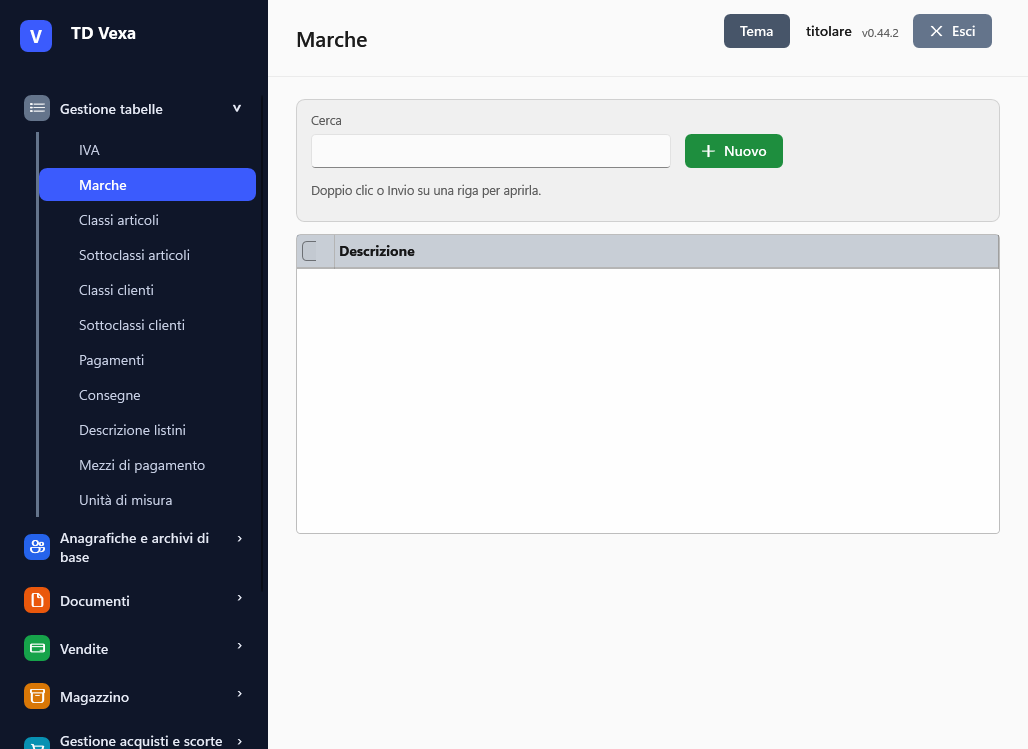 V
TD Vexa
Gestione tabelle
IVA
Marche
Classi articoli
Sottoclassi articoli
Classi clienti
Sottoclassi clienti
Pagamenti
Consegne
Descrizione listini
Mezzi di pagamento
Unità di misura
Anagrafiche e archivi di
base
Documenti
Vendite
Magazzino
Gestione acquisti e scorte
Marche
Tema
titolare
v0.44.2
Esci
Cerca
Nuovo
Doppio clic o Invio su una riga per aprirla.
Descrizione